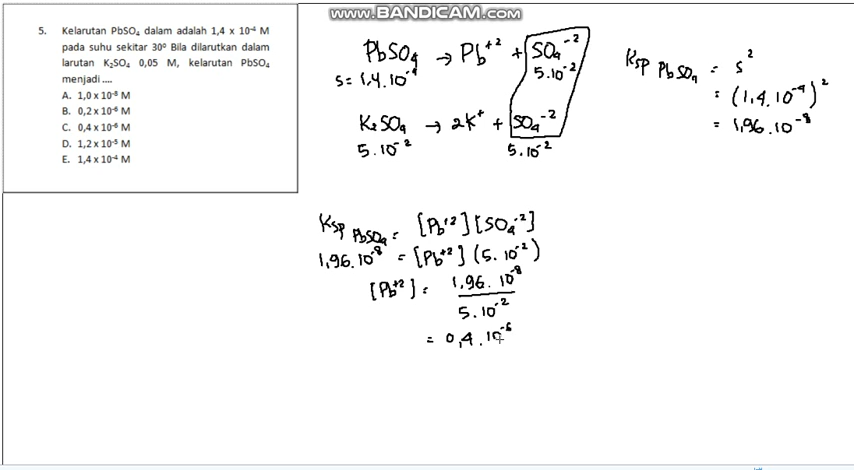 www.BANDICAM.com
5. Kelarutan PbSO₄ dalam adalah 1,4 x 10⁻⁴ M
pada suhu sekitar 30⁰ Bila dilarutkan dalam
larutan K₂SO₄ 0,05 M, kelarutan PbSO₄
menjadi ....
A. 1,0 x 10⁻⁸ M
B. 0,2 x 10⁻⁶ M
C. 0,4 x 10⁻⁶ M
D. 1,2 x 10⁻⁵ M
E. 1,4 x 10⁻⁴ M
PbSO₄ → Pb⁺² + SO₄⁻²
s = 1,4.10⁻⁴ 5.10⁻²
K₂SO₄ → 2K⁺ + SO₄⁻²
5.10⁻² 5.10⁻²
Ksp PbSO₄ = s²
= (1,4.10⁻⁴)²
= 1,96.10⁻⁸
Ksp PbSO₄ = [Pb⁺²][SO₄⁻²]
1,96.10⁻⁸ = [Pb⁺²](5.10⁻²)
[Pb⁺²] = 1,96.10⁻⁸
5.10⁻²
= 0,4.10⁻⁶